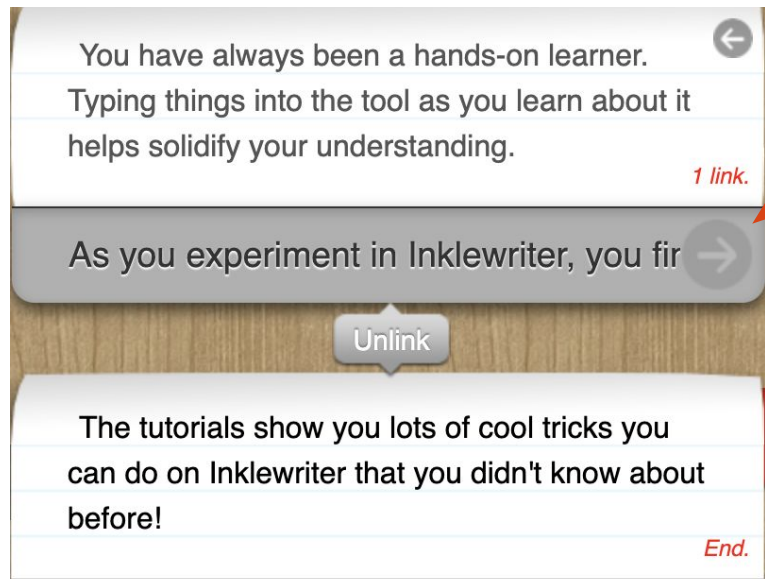 You have always been a hands-on learner.
Typing things into the tool as you learn about it
helps solidify your understanding.
1 link.
As you experiment in Inklewriter, you fir
Unlink
The tutorials show you lots of cool tricks you
can do on Inklewriter that you didn't know about
before!
End.